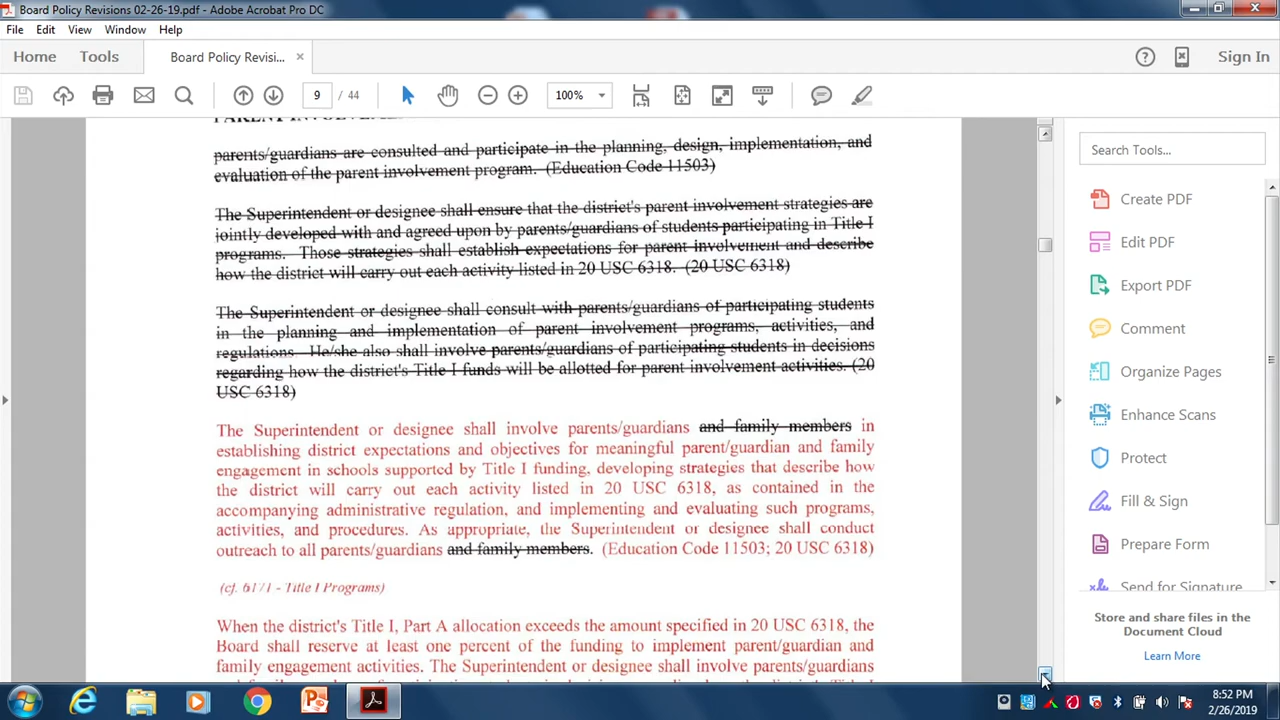 Board Policy Revisions 02-26-19.pdf - Adobe Acrobat Pro DC
File Edit View Window Help
Home Tools Board Policy Revisi... × Sign In
9 / 44 100%
parents/guardians are consulted and participate in the planning, design, implementation, and
evaluation of the parent involvement program. (Education Code 11503)
The Superintendent or designee shall ensure that the district's parent involvement strategies are
jointly developed with and agreed upon by parents/guardians of students participating in Title I
programs. Those strategies shall establish expectations for parent involvement and describe
how the district will carry out each activity listed in 20 USC 6318. (20 USC 6318)
The Superintendent or designee shall consult with parents/guardians of participating students
in the planning and implementation of parent involvement programs, activities, and
regulations. He/she also shall involve parents/guardians of participating students in decisions
regarding how the district's Title I funds will be allotted for parent involvement activities. (20
USC 6318)
The Superintendent or designee shall involve parents/guardians and family members in
establishing district expectations and objectives for meaningful parent/guardian and family
engagement in schools supported by Title I funding, developing strategies that describe how
the district will carry out each activity listed in 20 USC 6318, as contained in the
accompanying administrative regulation, and implementing and evaluating such programs,
activities, and procedures. As appropriate, the Superintendent or designee shall conduct
outreach to all parents/guardians and family members. (Education Code 11503; 20 USC 6318)
(cf. 6171 - Title I Programs)
When the district's Title I, Part A allocation exceeds the amount specified in 20 USC 6318, the
Board shall reserve at least one percent of the funding to implement parent/guardian and
family engagement activities. The Superintendent or designee shall involve parents/guardians
Search Tools...
Create PDF
Edit PDF
Export PDF
Comment
Organize Pages
Enhance Scans
Protect
Fill & Sign
Prepare Form
Send for Signature
Store and share files in the
Document Cloud
Learn More
8:52 PM
2/26/2019